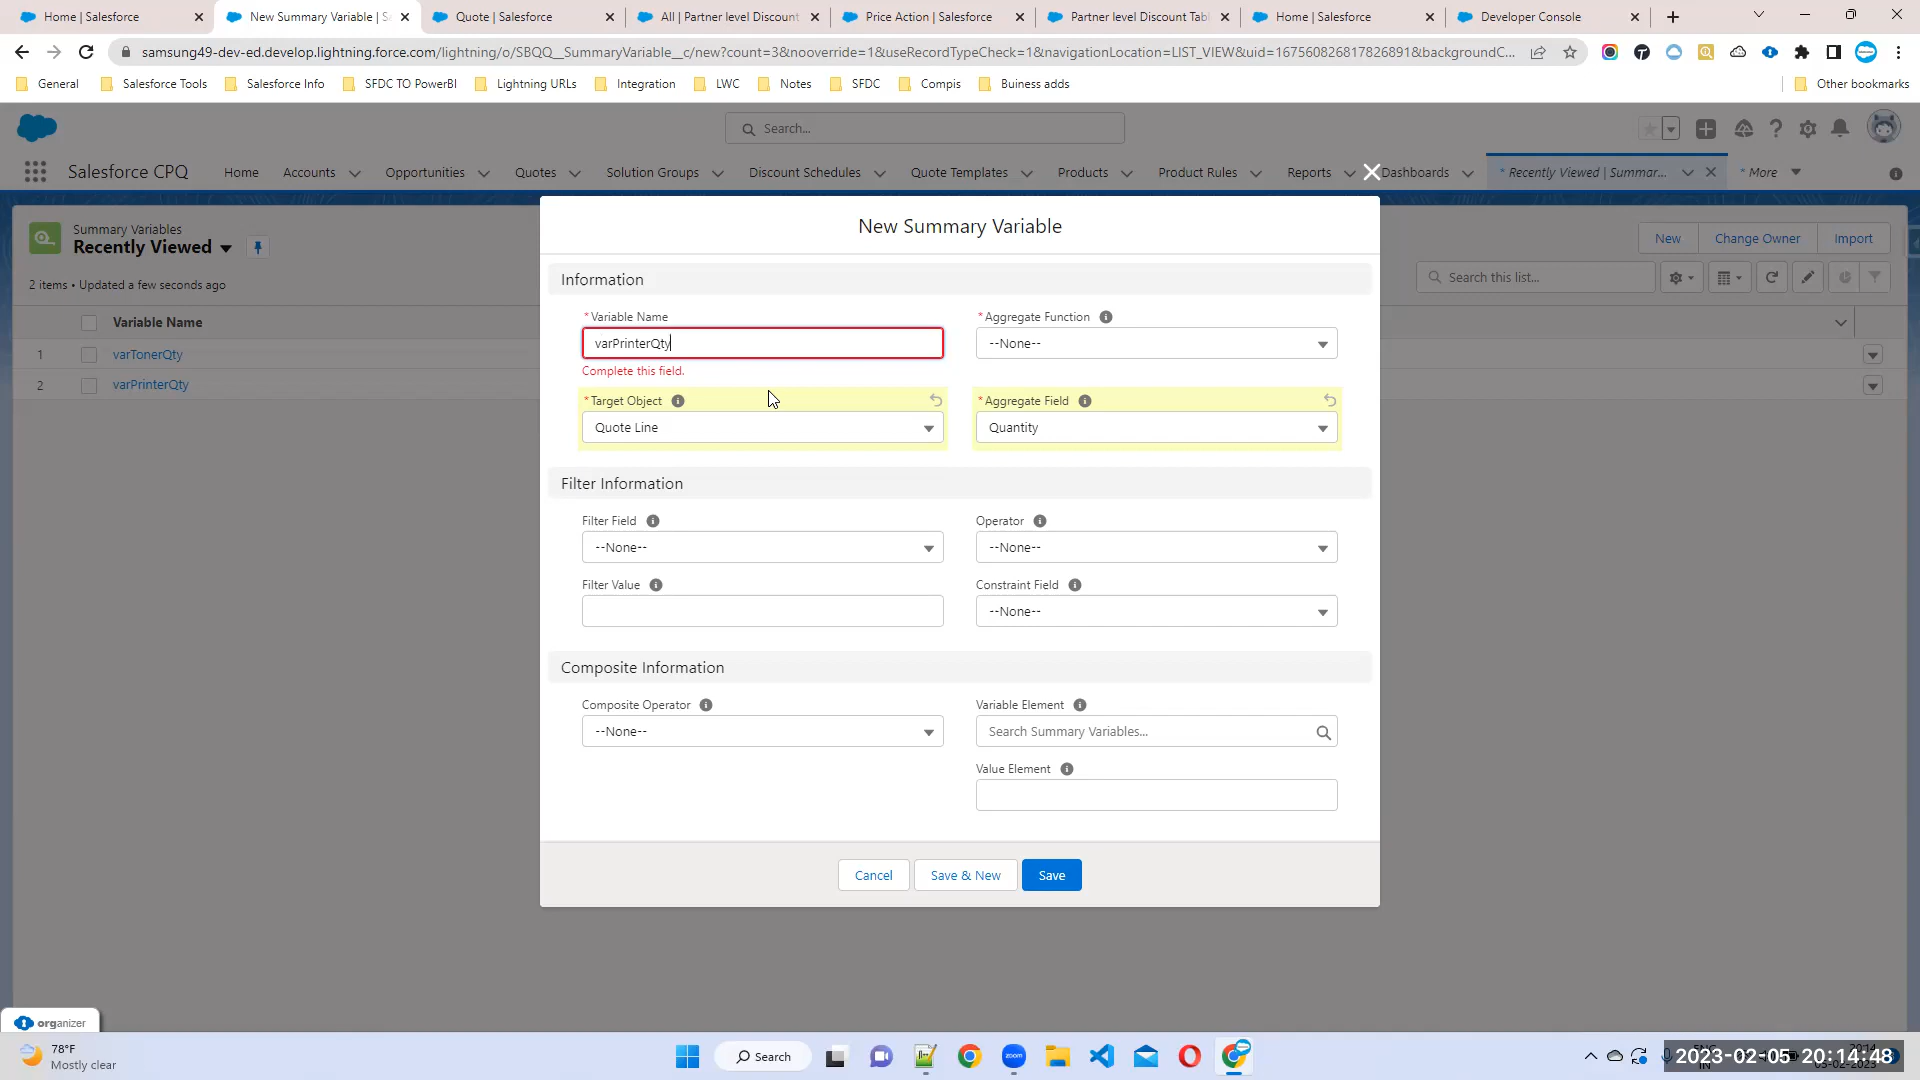 Home | Salesforce
New Summary Variable | S
Quote | Salesforce
All | Partner level Discount
Price Action | Salesforce
Partner level Discount Tabl
Home | Salesforce
Developer Console
samsung49-dev-ed.develop.lightning.force.com/lightning/o/SBQQ__SummaryVariable__c/new?count=3&nooverride=1&useRecordTypeCheck=1&navigationLocation=LIST_VIEW&uid=167560826817826891&backgroundC...
General
Salesforce Tools
Salesforce Info
SFDC TO PowerBI
Lightning URLs
Integration
LWC
Notes
SFDC
Compis
Buiness adds
Other bookmarks
Search...
Salesforce CPQ
Home
Accounts
Opportunities
Quotes
Solution Groups
Discount Schedules
Quote Templates
Products
Product Rules
Reports
Dashboards
* Recently Viewed | Summar...
* More
Summary Variables
Recently Viewed
New
Change Owner
Import
2 items • Updated a few seconds ago
Search this list...
Variable Name
1 varTonerQty
2 varPrinterQty
New Summary Variable
Information
*Variable Name
varPrinterQty
Complete this field.
*Aggregate Function
--None--
*Target Object
Quote Line
*Aggregate Field
Quantity
Filter Information
Filter Field
--None--
Operator
--None--
Filter Value
Constraint Field
--None--
Composite Information
Composite Operator
--None--
Variable Element
Search Summary Variables...
Value Element
Cancel
Save & New
Save
organizer
78°F
Mostly clear
Search
zoom
2023-02-05 20:14:48